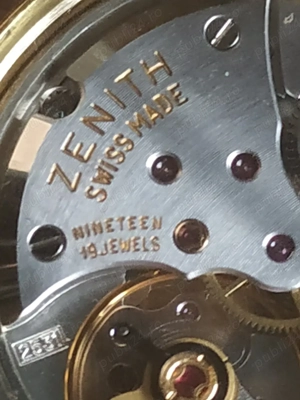 ZENITH
SWISS MADE
NINETEEN
19 JEWELS
2531